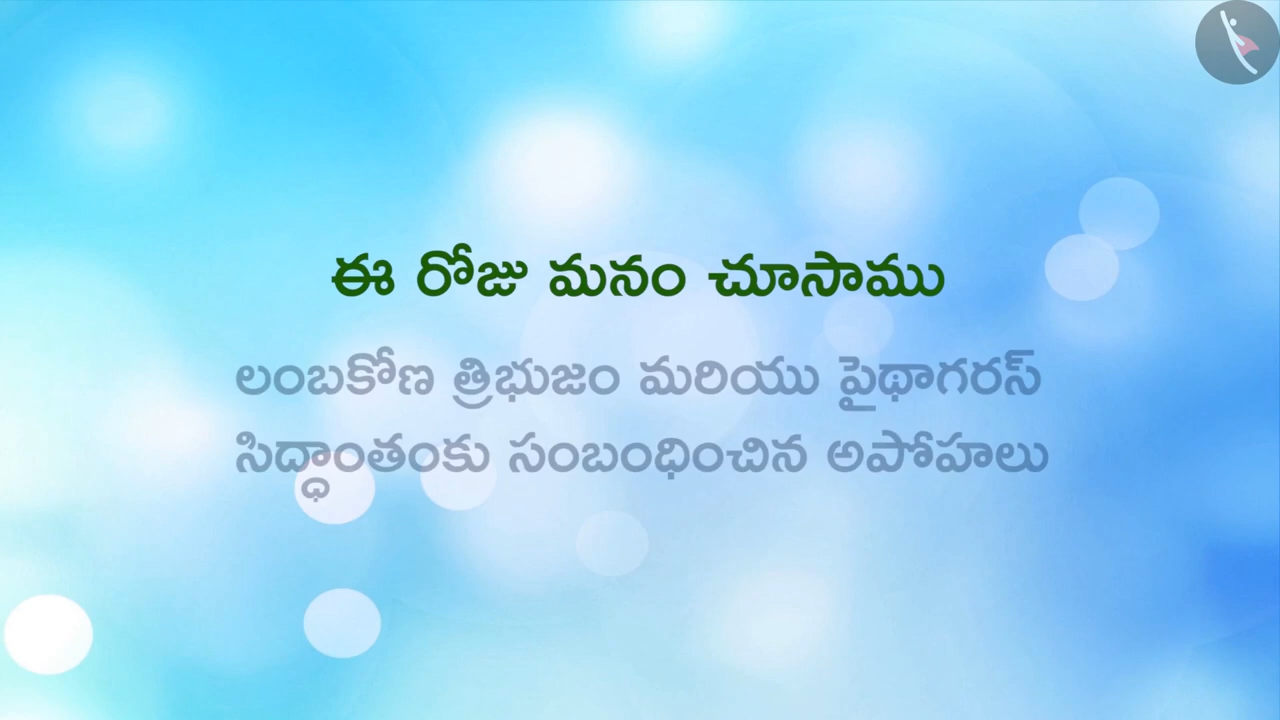 ఈ రోజు మనం చూసాము
లంబకోణ త్రిభుజం మరియు పైథాగరస్
సిద్ధాంతంకు సంబంధించిన అపోహలు